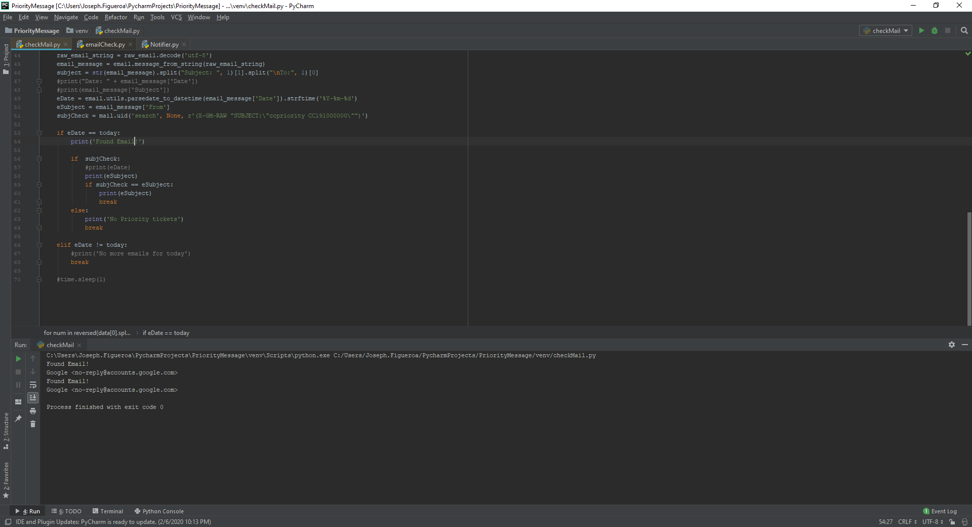 PriorityMessage [C:\Users\Joseph.Figueroa\PycharmProjects\PriorityMessage] - ...\venv\checkMail.py - PyCharm
File Edit View Navigate Code Refactor Run Tools VCS Window Help
PriorityMessage venv checkMail.py checkMail
checkMail.py emailCheck.py Notifier.py
1: Project
raw_email_string = raw_email.decode('utf-8')
email_message = email.message_from_string(raw_email_string)
subject = str(email_message).split("Subject: ", 1)[1].split("\nTo:", 1)[0]
#print("Date: " + email_message['Date'])
#print(email_message['Subject'])
eDate = email.utils.parsedate_to_datetime(email_message['Date']).strftime('%Y-%m-%d')
eSubject = email_message['From']
subjCheck = mail.uid('search', None, r'(X-GM-RAW "SUBJECT:\"ccpriority CC191000000\"")')
if eDate == today:
print('Found Email!')
if subjCheck:
#print(eDate)
print(eSubject)
if subjCheck == eSubject:
print(eSubject)
break
else:
print('No Priority tickets')
break
elif eDate != today:
#print('No more emails for today')
break
#time.sleep(1)
for num in reversed(data[0].spl... if eDate == today
Run: checkMail
C:\Users\Joseph.Figueroa\PycharmProjects\PriorityMessage\venv\Scripts\python.exe C:/Users/Joseph.Figueroa/PycharmProjects/PriorityMessage/venv/checkMail.py
Found Email!
Google <no-reply@accounts.google.com>
Found Email!
Google <no-reply@accounts.google.com>
Process finished with exit code 0
7: Structure
2: Favorites
4: Run 6: TODO Terminal Python Console Event Log
IDE and Plugin Updates: PyCharm is ready to update. (2/6/2020 10:13 PM) 54:27 CRLF UTF-8